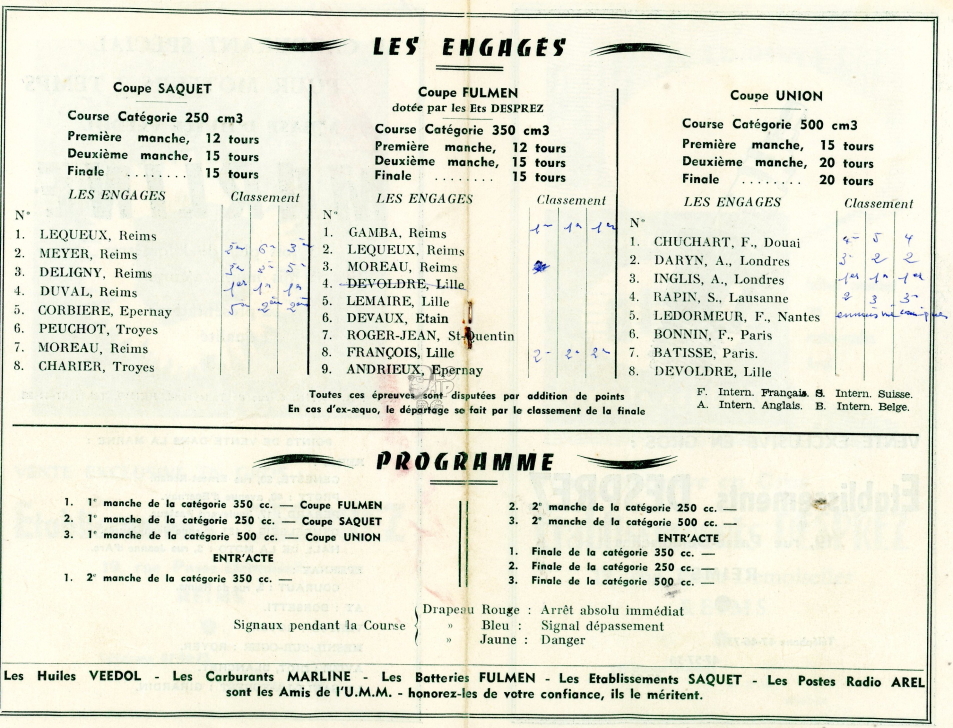 LES ENGAGÉS
Coupe SAQUET
Course Catégorie 250 cm3
Première manche, 12 tours
Deuxième manche, 15 tours
Finale ........ 15 tours
LES ENGAGES Classement
N°
1. LEQUEUX, Reims
2. MEYER, Reims
3. DELIGNY, Reims
4. DUVAL, Reims
5. CORBIERE, Epernay
6. PEUCHOT, Troyes
7. MOREAU, Reims
8. CHARIER, Troyes
Coupe FULMEN
dotée par les Ets DESPREZ
Course Catégorie 350 cm3
Première manche, 12 tours
Deuxième manche, 15 tours
Finale ........ 15 tours
LES ENGAGES Classement
N°
1. GAMBA, Reims
2. LEQUEUX, Reims
3. MOREAU, Reims
4. DEVOLDRE, Lille
5. LEMAIRE, Lille
6. DEVAUX, Etain
7. ROGER-JEAN, St-Quentin
8. FRANÇOIS, Lille
9. ANDRIEUX, Epernay
Coupe UNION
Course Catégorie 500 cm3
Première manche, 15 tours
Deuxième manche, 20 tours
Finale ........ 20 tours
LES ENGAGES Classement
N°
1. CHUCHART, F., Douai
2. DARYN, A., Londres 3 2 2
3. INGLIS, A., Londres
4. RAPIN, S., Lausanne
5. LEDORMEUR, F., Nantes
6. BONNIN, F., Paris
7. BATISSE, Paris.
8. DEVOLDRE, Lille
Toutes ces épreuves sont disputées par addition de points
En cas d'ex-æquo, le départage se fait par le classement de la finale
F. Intern. Français. S. Intern. Suisse.
A. Intern. Anglais. B. Intern. Belge.
PROGRAMME
1. 1e manche de la catégorie 350 cc. — Coupe FULMEN
2. 1e manche de la catégorie 250 cc. — Coupe SAQUET
3. 1e manche de la catégorie 500 cc. — Coupe UNION
ENTR'ACTE
1. 2e manche de la catégorie 350 cc. —
2. 2e manche de la catégorie 250 cc. —
3. 2e manche de la catégorie 500 cc. —
ENTR'ACTE
1. Finale de la catégorie 350 cc. —
2. Finale de la catégorie 250 cc. —
3. Finale de la catégorie 500 cc. —
Signaux pendant la Course
Drapeau Rouge : Arrêt absolu immédiat
» Bleu : Signal dépassement
» Jaune : Danger
Les Huiles VEEDOL - Les Carburants MARLINE - Les Batteries FULMEN - Les Etablissements SAQUET - Les Postes Radio AREL
sont les Amis de l'U.M.M. - honorez-les de votre confiance, ils le méritent.